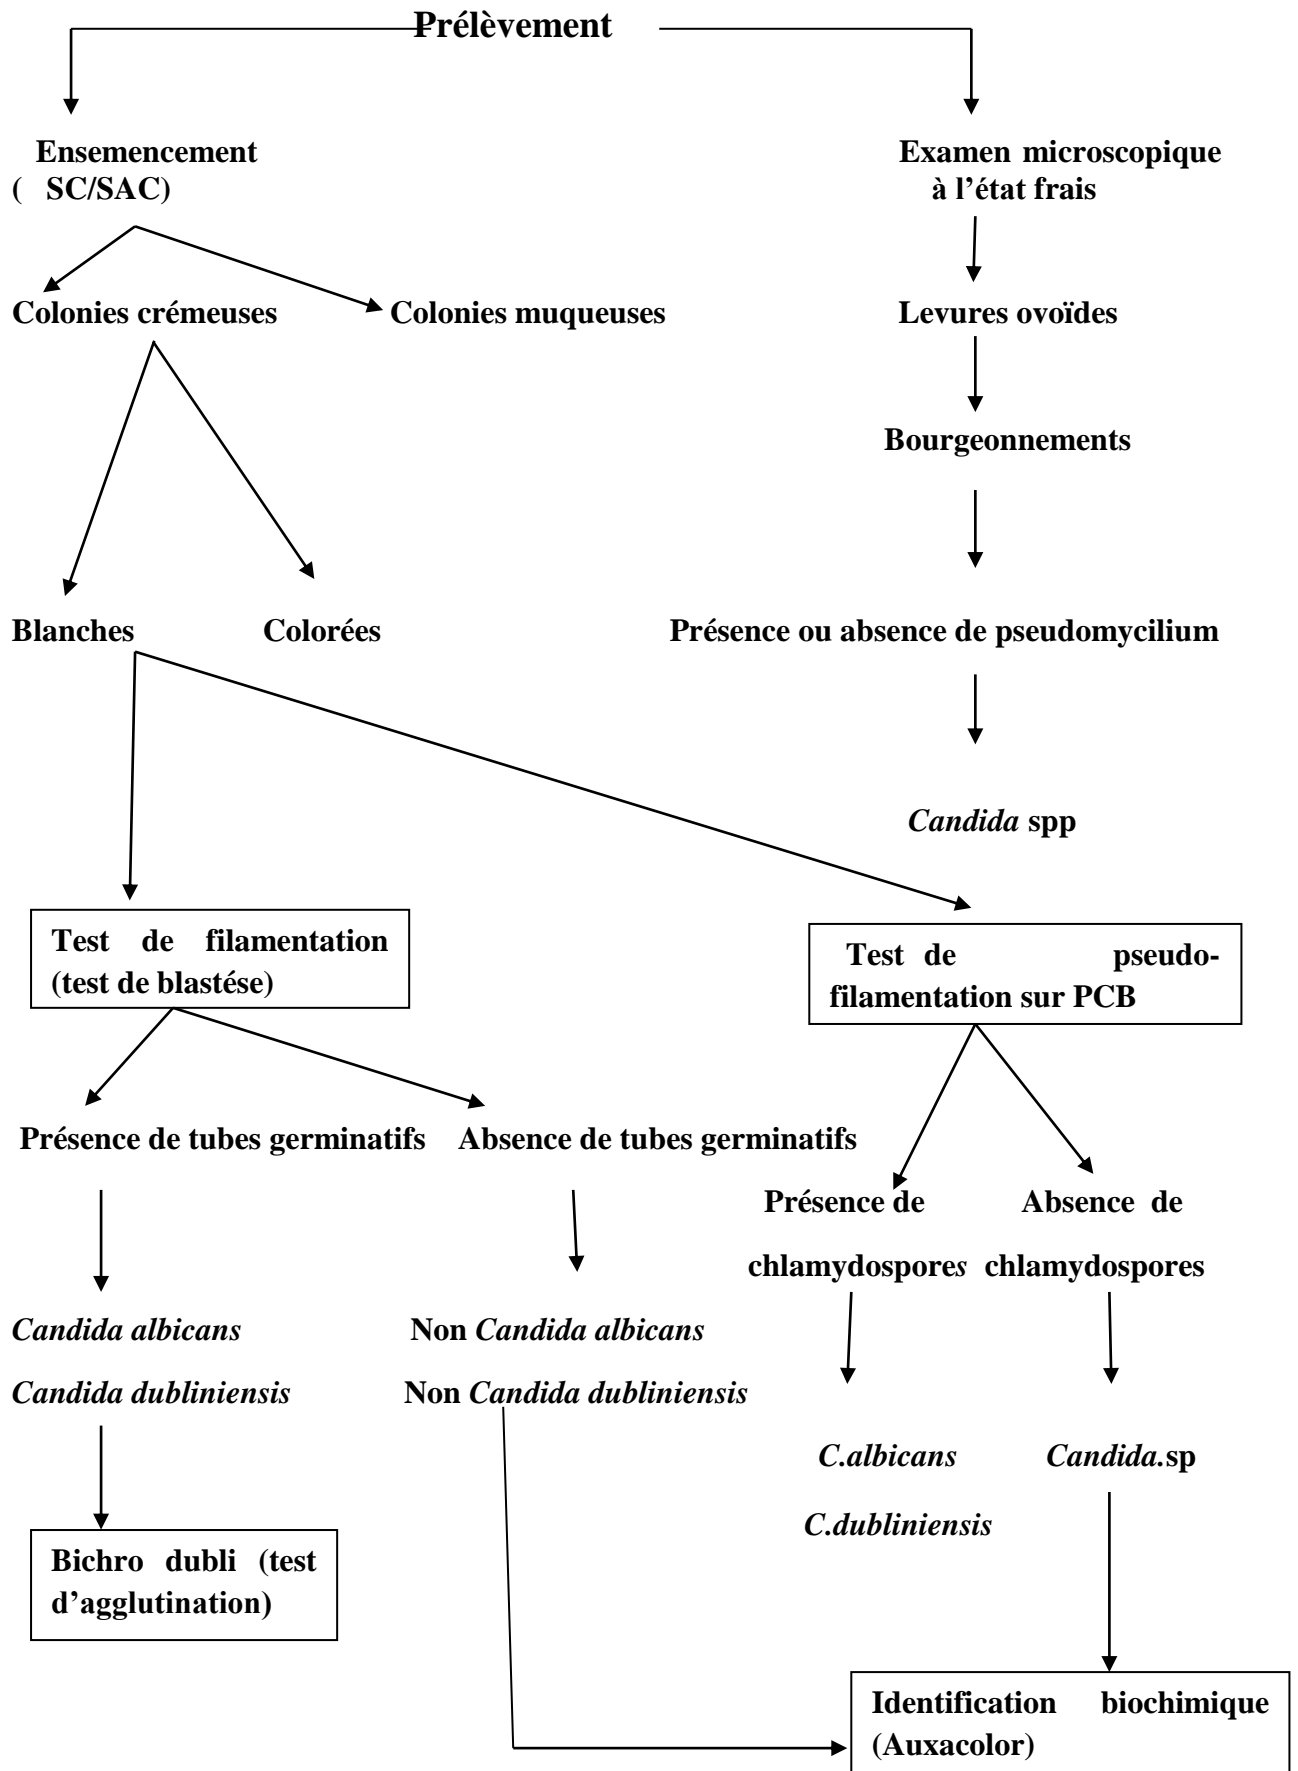 Prélèvement
Ensemencement
( SC/SAC)
Examen microscopique
à l’état frais
Colonies crémeuses
Colonies muqueuses
Levures ovoïdes
Bourgeonnements
Blanches
Colorées
Présence ou absence de pseudomycilium
Candida spp
Test de filamentation
(test de blastése)
Test de pseudo-
filamentation sur PCB
Présence de tubes germinatifs
Absence de tubes germinatifs
Présence de
chlamydospores
Absence de
chlamydospores
Candida albicans
Candida dubliniensis
Non Candida albicans
Non Candida dubliniensis
C.albicans
C.dubliniensis
Candida.sp
Bichro dubli (test
d’agglutination)
Identification biochimique
(Auxacolor)